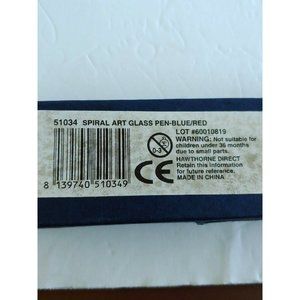 51034 SPIRAL ART GLASS PEN-BLUE/RED
LOT #60010819
WARNING: Not suitable for
children under 36 months
due to small parts.
0-3
CE
HAWTHORNE DIRECT
Retain this information
for future reference.
MADE IN CHINA
8 139740 510349